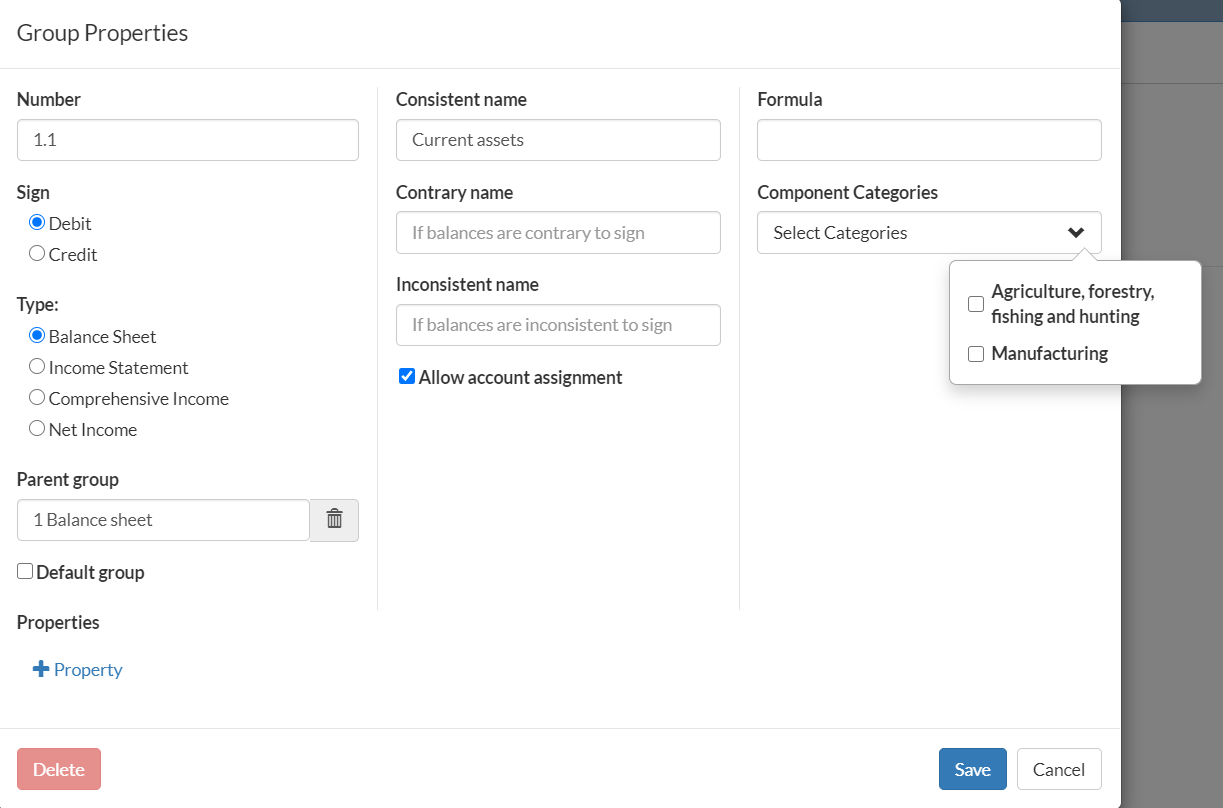 Group Properties
Number
1.1
Sign
Debit
Credit
Type:
Balance Sheet
Income Statement
Comprehensive Income
Net Income
Parent group
1 Balance sheet
Default group
Properties
Property
Consistent name
Current assets
Contrary name
If balances are contrary to sign
Inconsistent name
If balances are inconsistent to sign
Allow account assignment
Formula
Component Categories
Select Categories
Agriculture, forestry,
fishing and hunting
Manufacturing
Delete
Save
Cancel